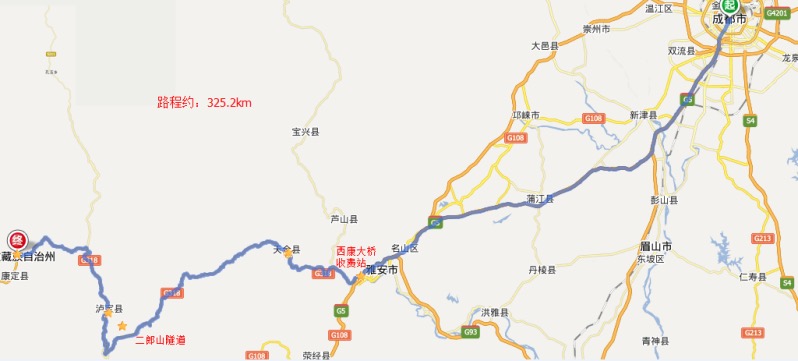 起
金
温江区
G4201
成都市
崇州市
大邑县
双流县
龙泉
路程约：325.2km
G5
邛崃市
新津县
G108
S4
宝兴县
G108
蒲江县
彭山县
芦山县
G5
终
名山区
眉山市
G213
藏族自治州
天全县
西康大桥
收费站
东坡区
G318
雅安市
康定县
丹棱县
仁寿县
G318
泸定县
G5
洪雅县
二郎山隧道
G93
G108
青神县
G213
荥经县
G108
S4